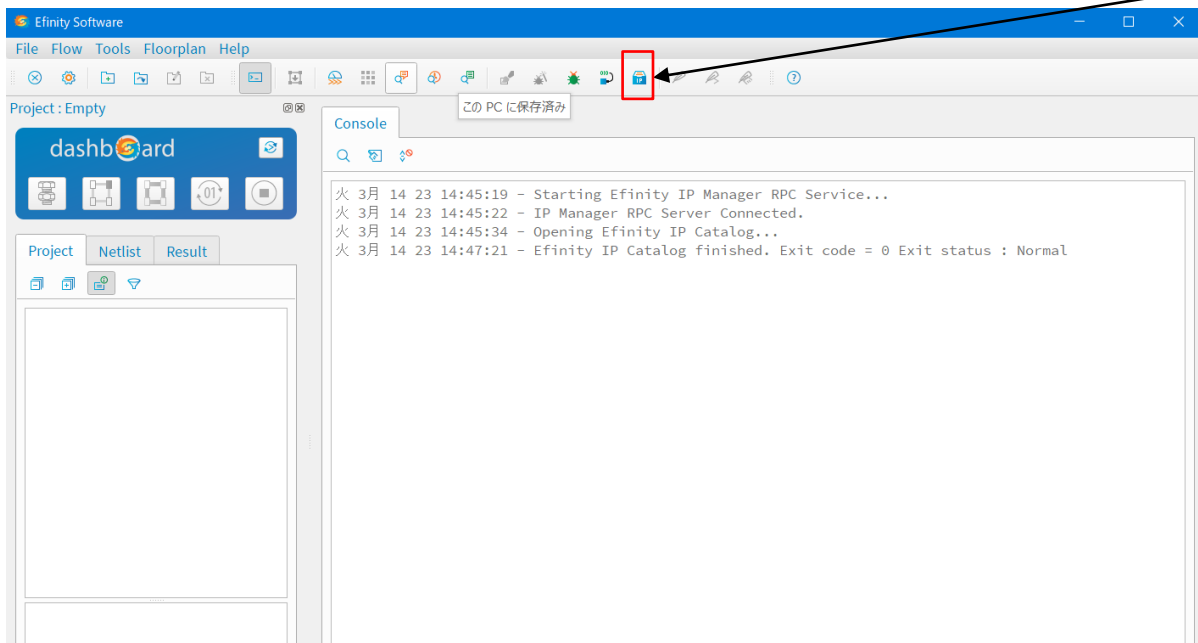 Efinity Software
File Flow Tools Floorplan Help
IP
Project : Empty
この PC に保存済み
Console
dashboard
01
Project Netlist Result
火 3月 14 23 14:45:19 - Starting Efinity IP Manager RPC Service...
火 3月 14 23 14:45:22 - IP Manager RPC Server Connected.
火 3月 14 23 14:45:34 - Opening Efinity IP Catalog...
火 3月 14 23 14:47:21 - Efinity IP Catalog finished. Exit code = 0 Exit status : Normal